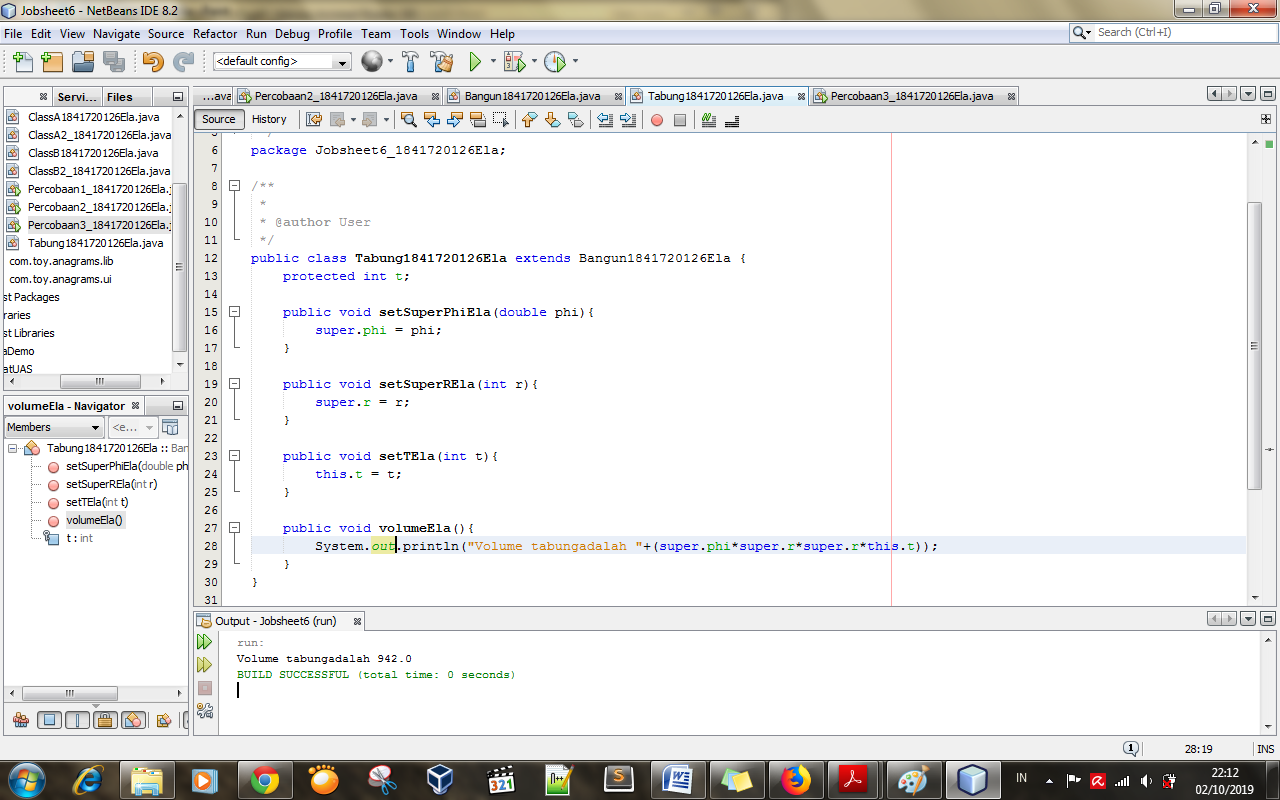 Jobsheet6 - NetBeans IDE 8.2
File Edit View Navigate Source Refactor Run Debug Profile Team Tools Window Help
Search (Ctrl+I)
<default config>
Servi... Files
...ava Percobaan2_1841720126Ela.java Bangun1841720126Ela.java Tabung1841720126Ela.java Percobaan3_1841720126Ela.java
Source History
ClassA1841720126Ela.java
ClassA2_1841720126Ela.java
ClassB1841720126Ela.java
ClassB2_1841720126Ela.java
Percobaan1_1841720126Ela.j
Percobaan2_1841720126Ela.j
Percobaan3_1841720126Ela.j
Tabung1841720126Ela.java
com.toy.anagrams.lib
com.toy.anagrams.ui
st Packages
raries
st Libraries
aDemo
atUAS
volumeEla - Navigator
Members <e...
Tabung1841720126Ela :: Ban
setSuperPhiEla(double ph
setSuperREla(int r)
setTEla(int t)
volumeEla()
t : int
5 */
6 package Jobsheet6_1841720126Ela;
7
8 /**
9 *
10 * @author User
11 */
12 public class Tabung1841720126Ela extends Bangun1841720126Ela {
13 protected int t;
14
15 public void setSuperPhiEla(double phi){
16 super.phi = phi;
17 }
18
19 public void setSuperREla(int r){
20 super.r = r;
21 }
22
23 public void setTEla(int t){
24 this.t = t;
25 }
26
27 public void volumeEla(){
28 System.out.println("Volume tabungadalah "+(super.phi*super.r*super.r*this.t));
29 }
30 }
31
Output - Jobsheet6 (run)
run:
Volume tabungadalah 942.0
BUILD SUCCESSFUL (total time: 0 seconds)
1 28:19 INS
321
IN
22:12
02/10/2019